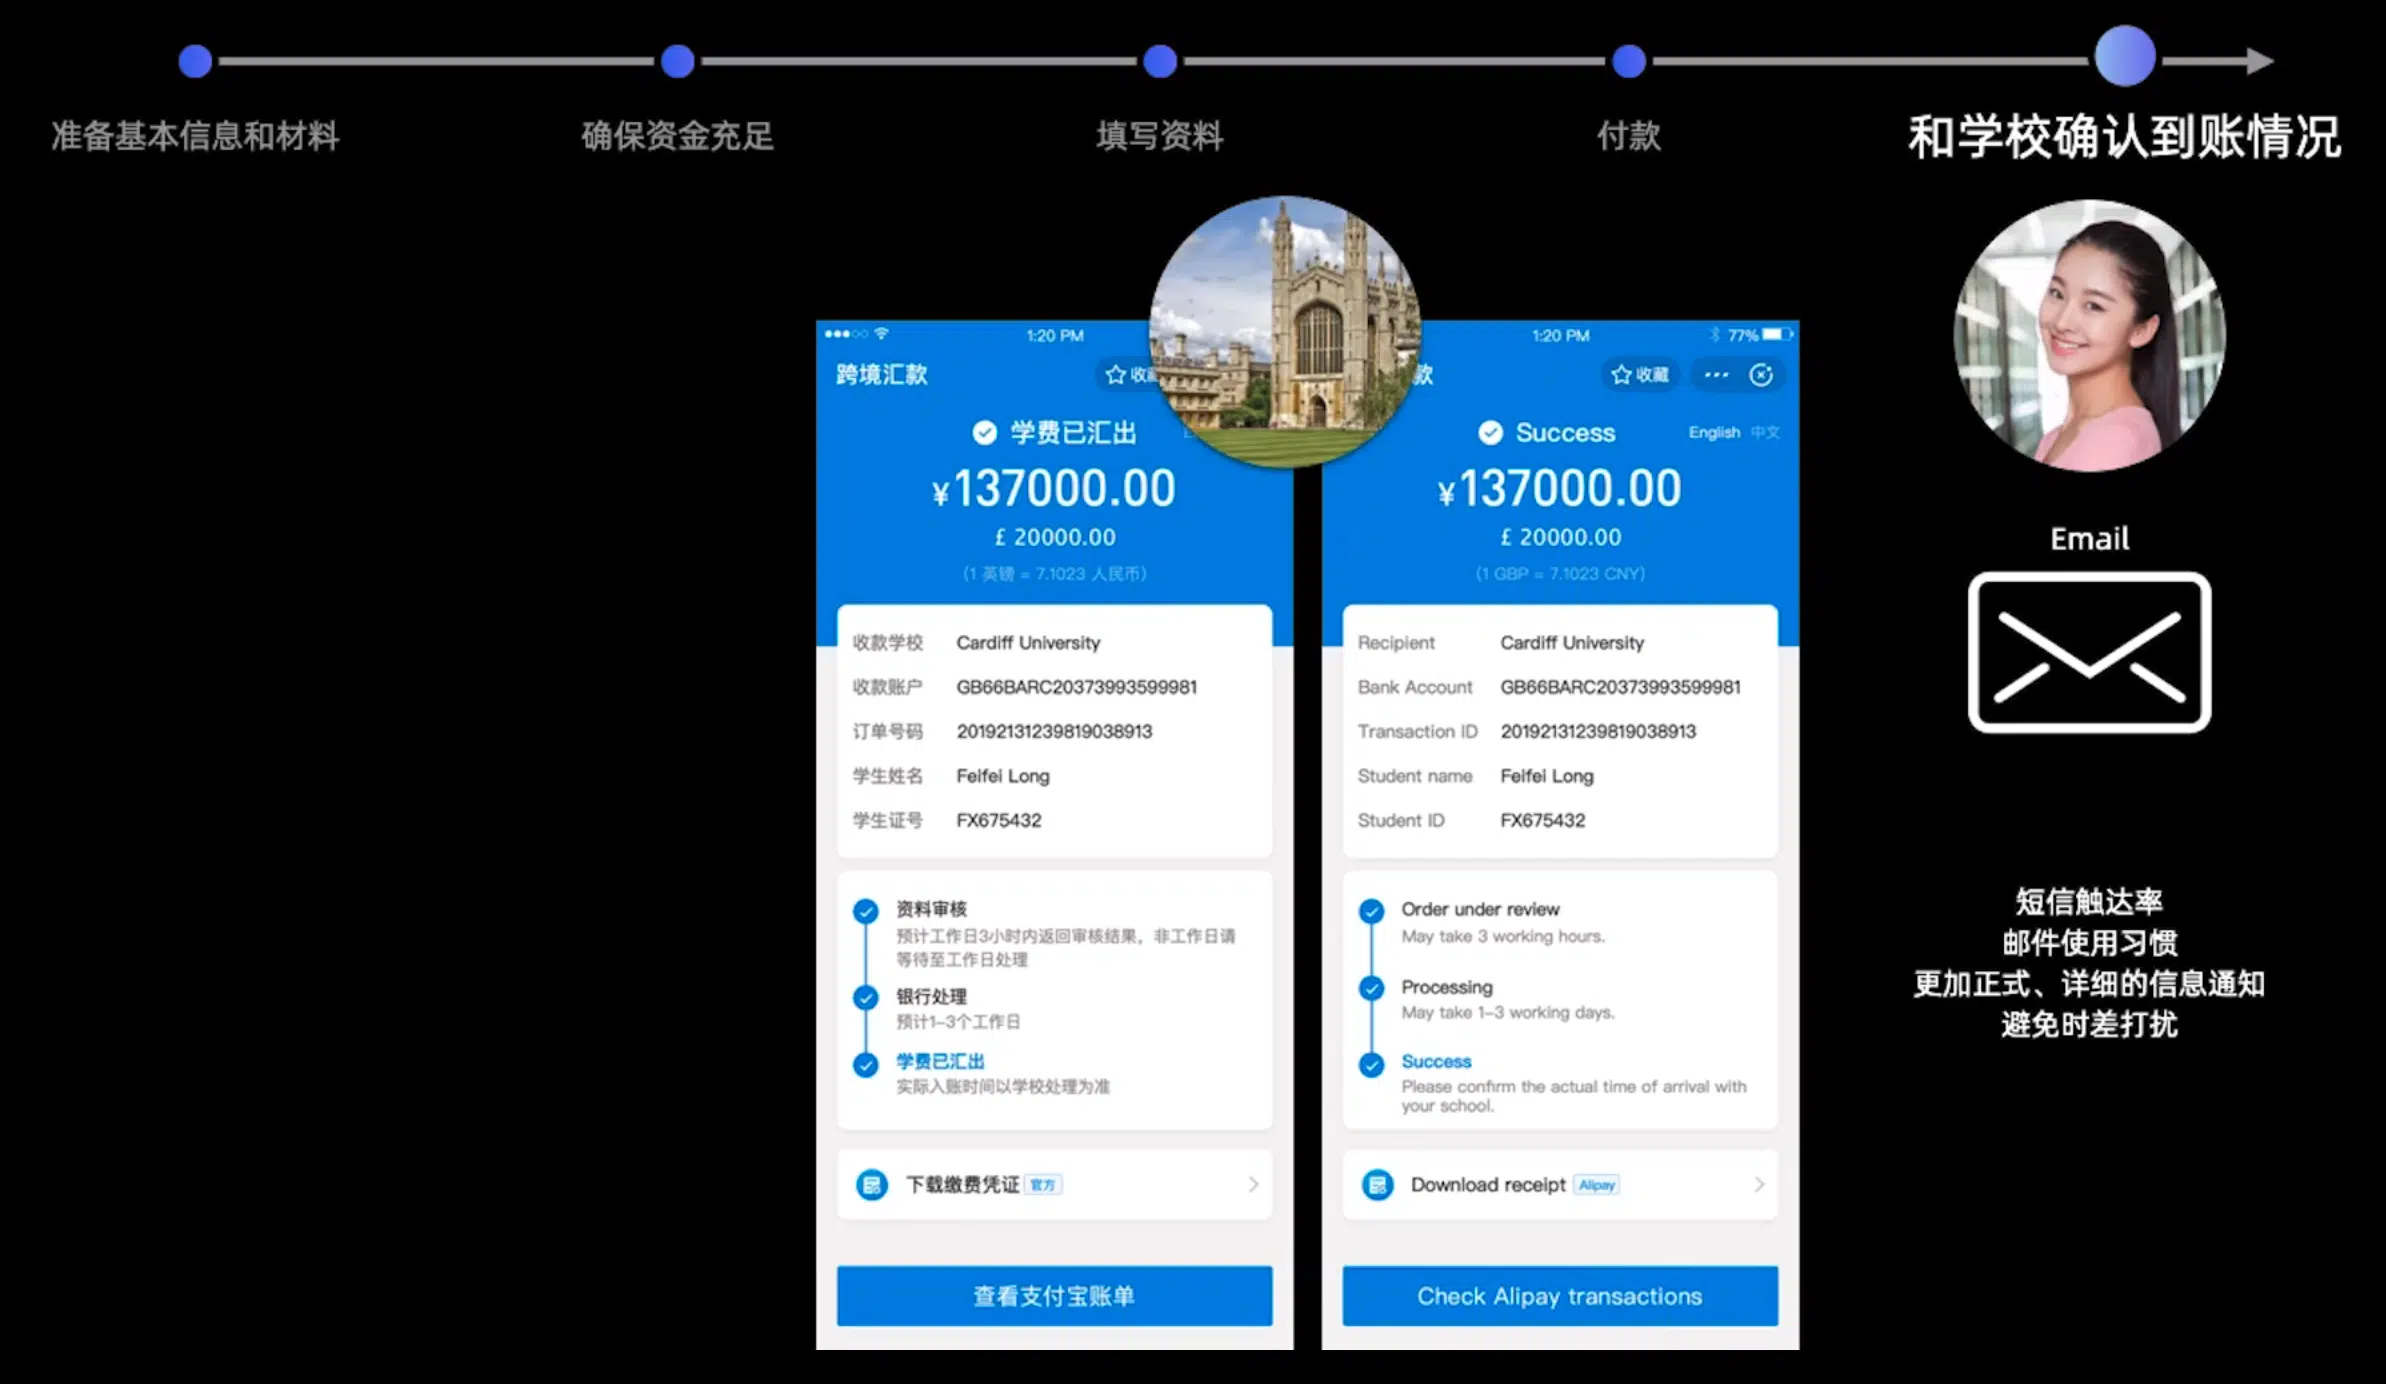 准备基本信息和材料
确保资金充足
填写资料
付款
和学校确认到账情况
1:20 PM
跨境汇款
收藏
学费已汇出
¥137000.00
£ 20000.00
(1 英镑 = 7.1023 人民币)
收款学校 Cardiff University
收款账户 GB66BARC20373993599981
订单号码 20192131239819038913
学生姓名 Feifei Long
学生证号 FX675432
资料审核
预计工作日3小时内返回审核结果，非工作日请
等待至工作日处理
银行处理
预计1-3个工作日
学费已汇出
实际入账时间以学校处理为准
下载缴费凭证 官方
查看支付宝账单
1:20 PM 77%
款
收藏
Success
English 中文
¥137000.00
£ 20000.00
(1 GBP = 7.1023 CNY)
Recipient Cardiff University
Bank Account GB66BARC20373993599981
Transaction ID 20192131239819038913
Student name Feifei Long
Student ID FX675432
Order under review
May take 3 working hours.
Processing
May take 1-3 working days.
Success
Please confirm the actual time of arrival with
your school.
Download receipt Alipay
Check Alipay transactions
Email
短信触达率
邮件使用习惯
更加正式、详细的信息通知
避免时差打扰